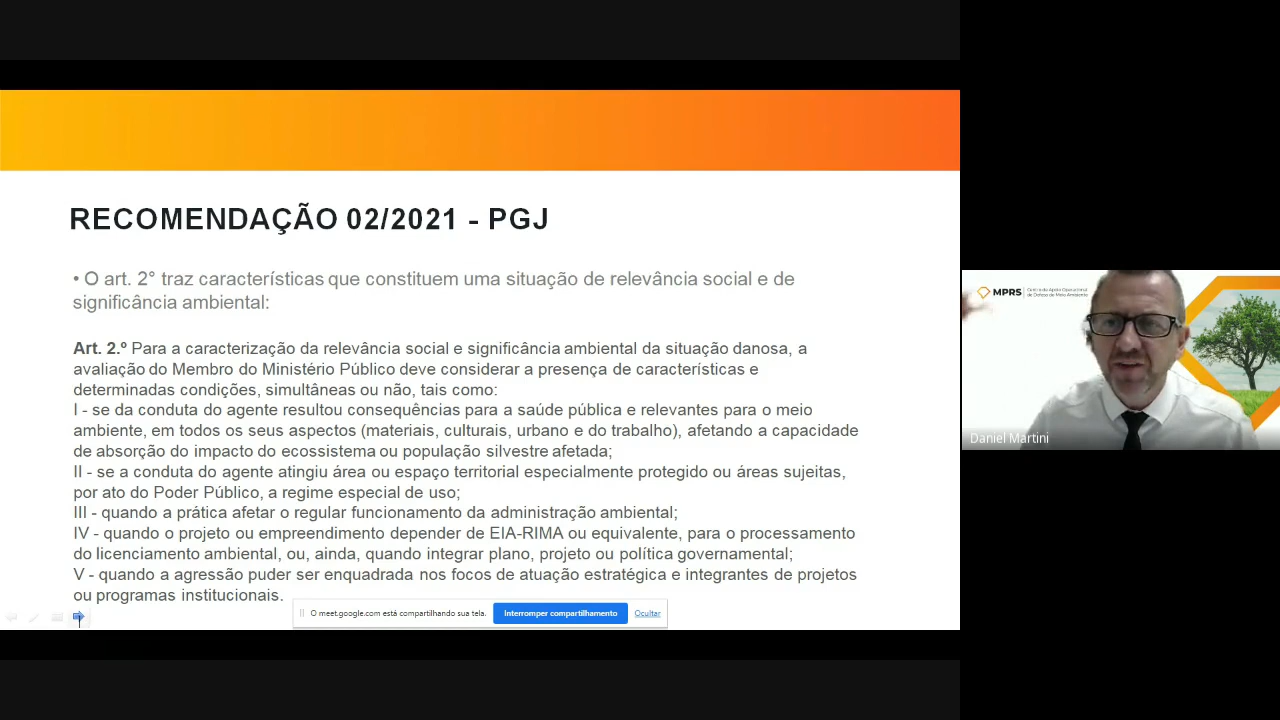 RECOMENDAÇÃO 02/2021 - PGJ
• O art. 2° traz características que constituem uma situação de relevância social e de
significância ambiental:
Art. 2.º Para a caracterização da relevância social e significância ambiental da situação danosa, a
avaliação do Membro do Ministério Público deve considerar a presença de características e
determinadas condições, simultâneas ou não, tais como:
I - se da conduta do agente resultou consequências para a saúde pública e relevantes para o meio
ambiente, em todos os seus aspectos (materiais, culturais, urbano e do trabalho), afetando a capacidade
de absorção do impacto do ecossistema ou população silvestre afetada;
II - se a conduta do agente atingiu área ou espaço territorial especialmente protegido ou áreas sujeitas,
por ato do Poder Público, a regime especial de uso;
III - quando a prática afetar o regular funcionamento da administração ambiental;
IV - quando o projeto ou empreendimento depender de EIA-RIMA ou equivalente, para o processamento
do licenciamento ambiental, ou, ainda, quando integrar plano, projeto ou política governamental;
V - quando a agressão puder ser enquadrada nos focos de atuação estratégica e integrantes de projetos
ou programas institucionais.
O meet.google.com está compartilhando sua tela.
Interromper compartilhamento
Ocultar
MPRS
Centro de Apoio Operacional
de Defesa do Meio Ambiente
Daniel Martini